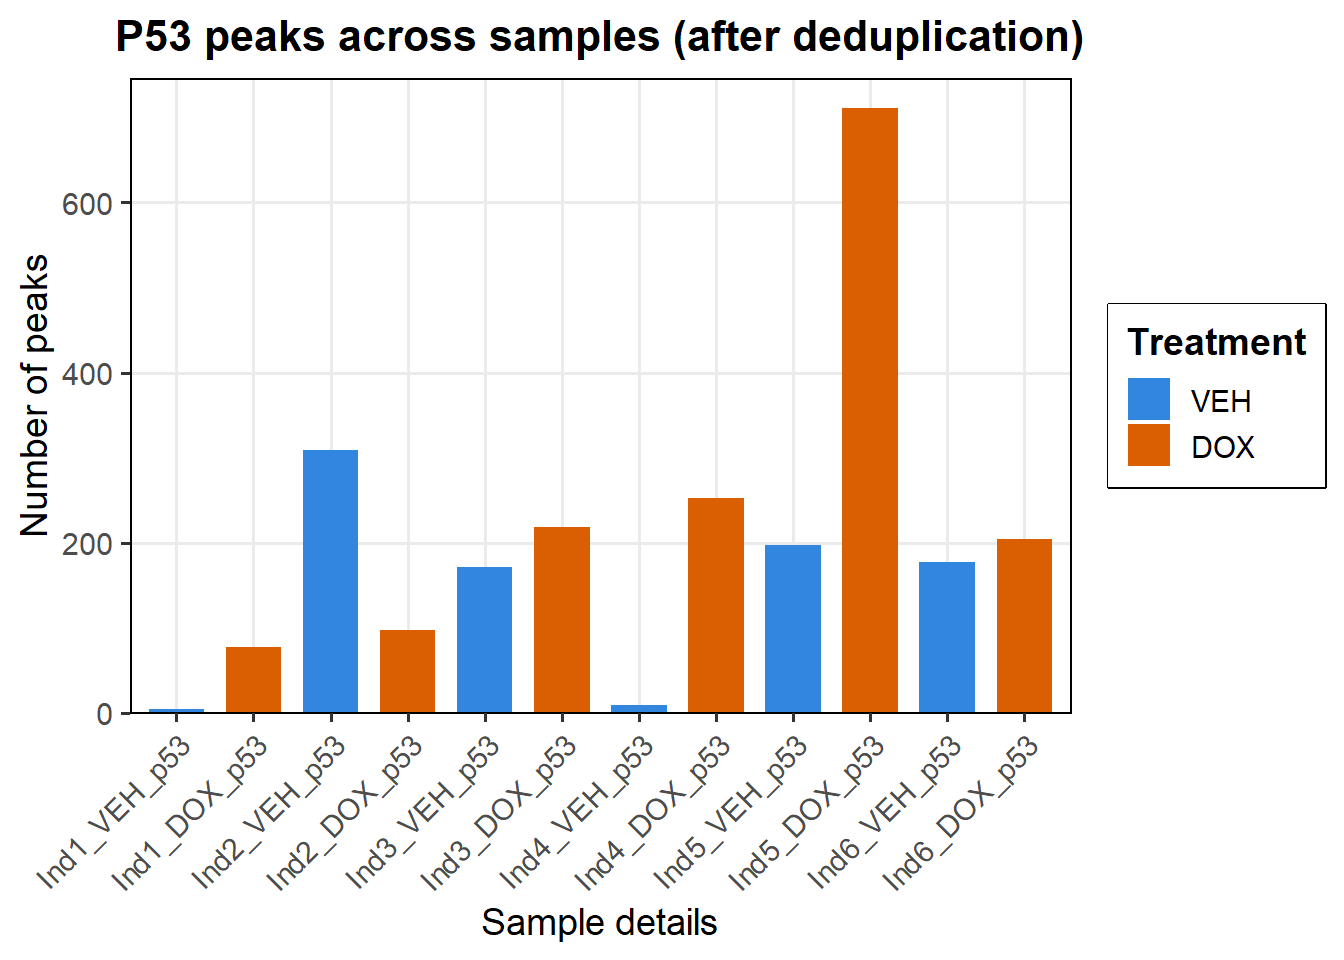 P53 peaks across samples (after deduplication)
Number of peaks
600
400
200
0
Ind1_VEH_p53
Ind1_DOX_p53
Ind2_VEH_p53
Ind2_DOX_p53
Ind3_VEH_p53
Ind3_DOX_p53
Ind4_VEH_p53
Ind4_DOX_p53
Ind5_VEH_p53
Ind5_DOX_p53
Ind6_VEH_p53
Ind6_DOX_p53
Sample details
Treatment
VEH
DOX